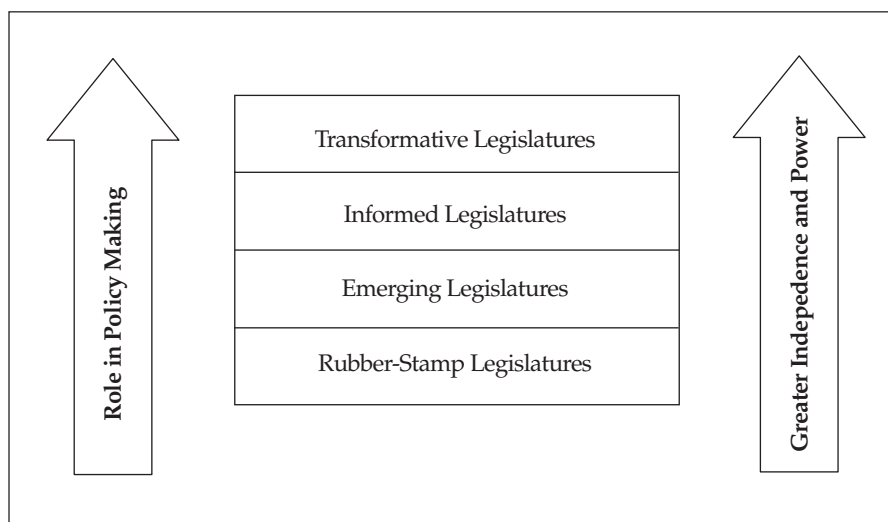 Role in Policy Making
Transformative Legislatures
Informed Legislatures
Emerging Legislatures
Rubber-Stamp Legislatures
Greater Indepedence and Power